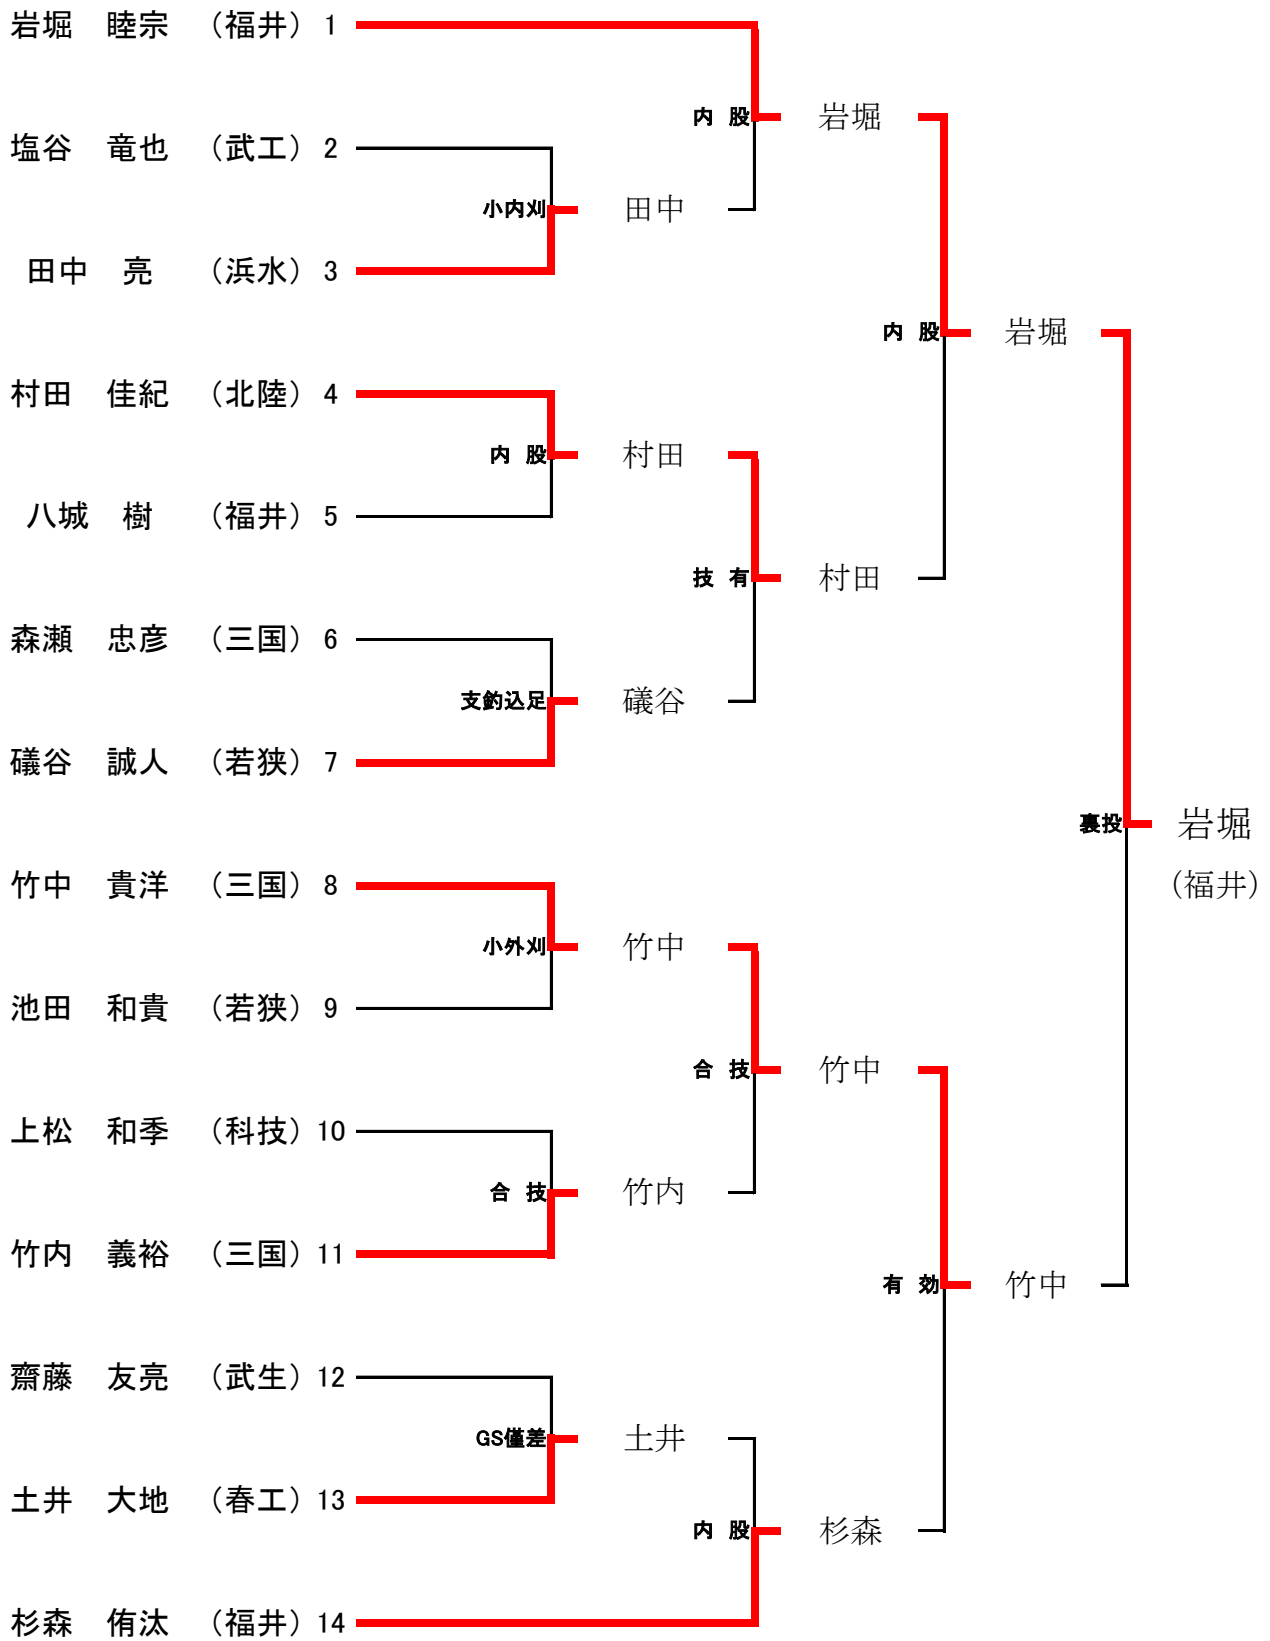 岩堀　睦宗　（福井）1
内　股　岩堀
塩谷　竜也　（武工）2
小内刈　田中
田中　亮　（浜水）3
内　股　岩堀
村田　佳紀　（北陸）4
内　股　村田
八城　樹　（福井）5
技　有　村田
森瀬　忠彦　（三国）6
支釣込足　礒谷
礒谷　誠人　（若狭）7
裏投　岩堀
（福井）
竹中　貴洋　（三国）8
小外刈　竹中
池田　和貴　（若狭）9
合　技　竹中
上松　和季　（科技）10
合　技　竹内
竹内　義裕　（三国）11
有　効　竹中
齋藤　友亮　（武生）12
GS僅差　土井
土井　大地　（春工）13
内　股　杉森
杉森　侑汰　（福井）14